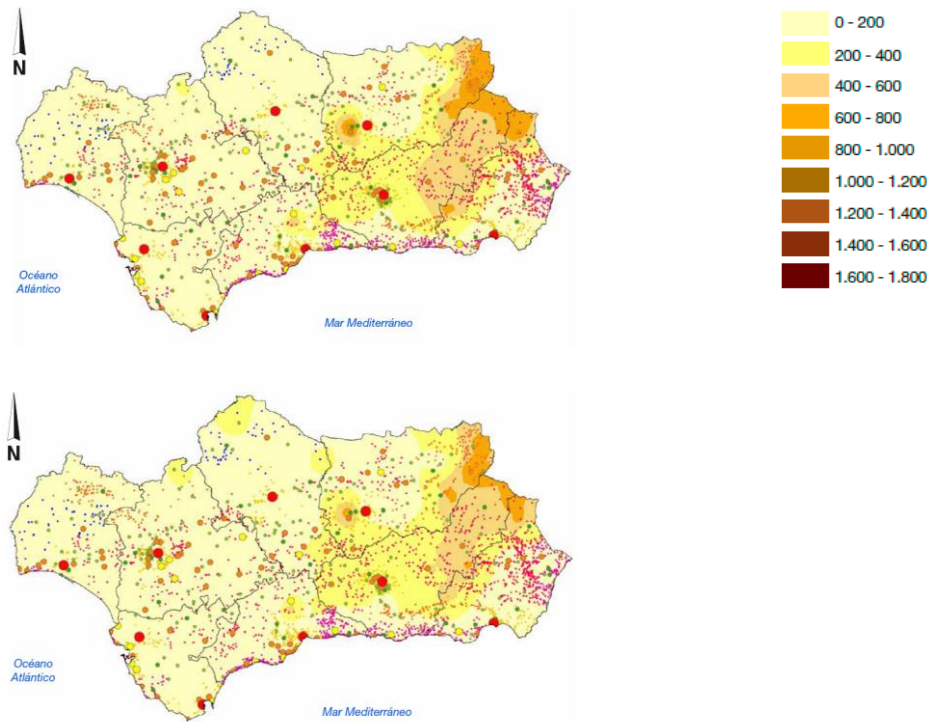 N
Océano
Atlántico
Mar Mediterráneo
0 - 200
200 - 400
400 - 600
600 - 800
800 - 1.000
1.000 - 1.200
1.200 - 1.400
1.400 - 1.600
1.600 - 1.800
N
Océano
Atlántico
Mar Mediterráneo